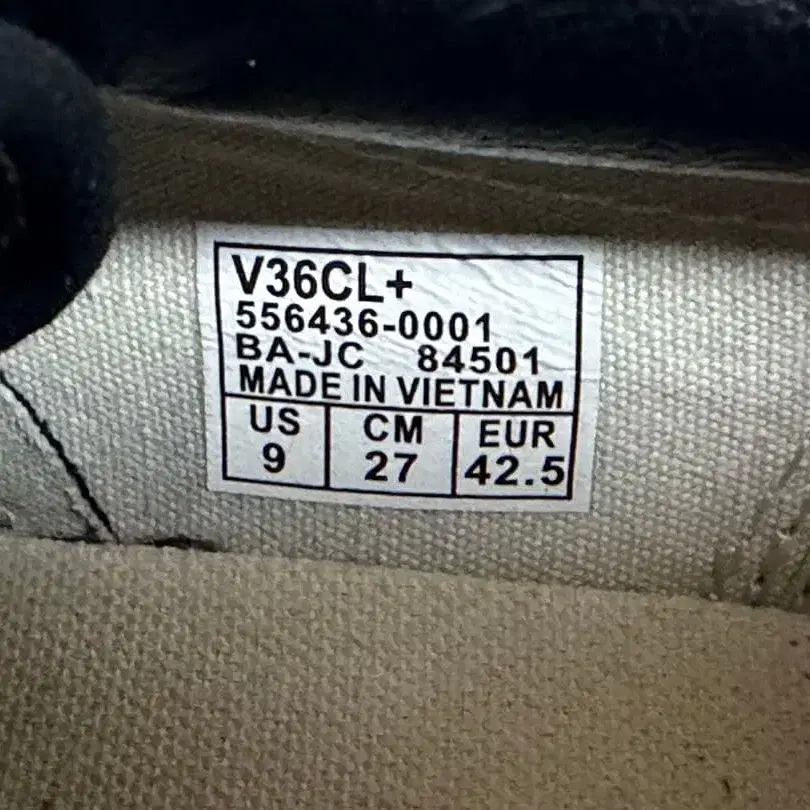 V36CL+
556436-0001
BA-JC 84501
MADE IN VIETNAM
US CM EUR
9 27 42.5